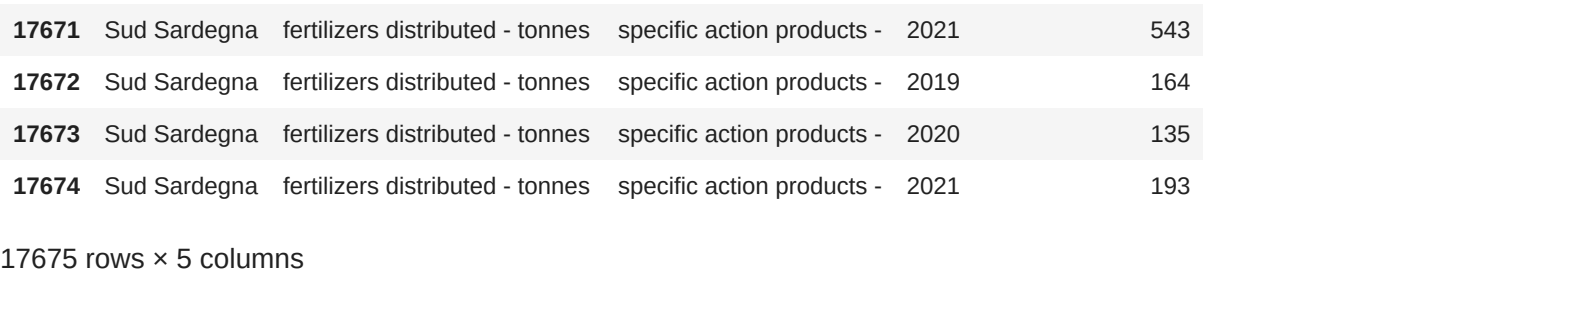 17671 Sud Sardegna fertilizers distributed - tonnes specific action products - 2021 543
17672 Sud Sardegna fertilizers distributed - tonnes specific action products - 2019 164
17673 Sud Sardegna fertilizers distributed - tonnes specific action products - 2020 135
17674 Sud Sardegna fertilizers distributed - tonnes specific action products - 2021 193
17675 rows × 5 columns